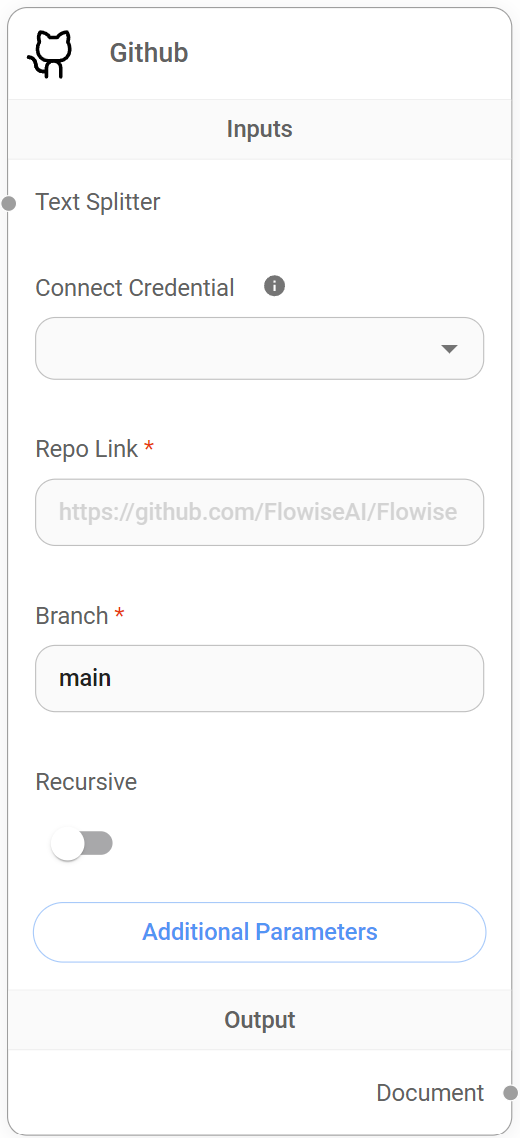 Github
Inputs
Text Splitter
Connect Credential
Repo Link *
https://github.com/FlowiseAI/Flowise
Branch *
main
Recursive
Additional Parameters
Output
Document